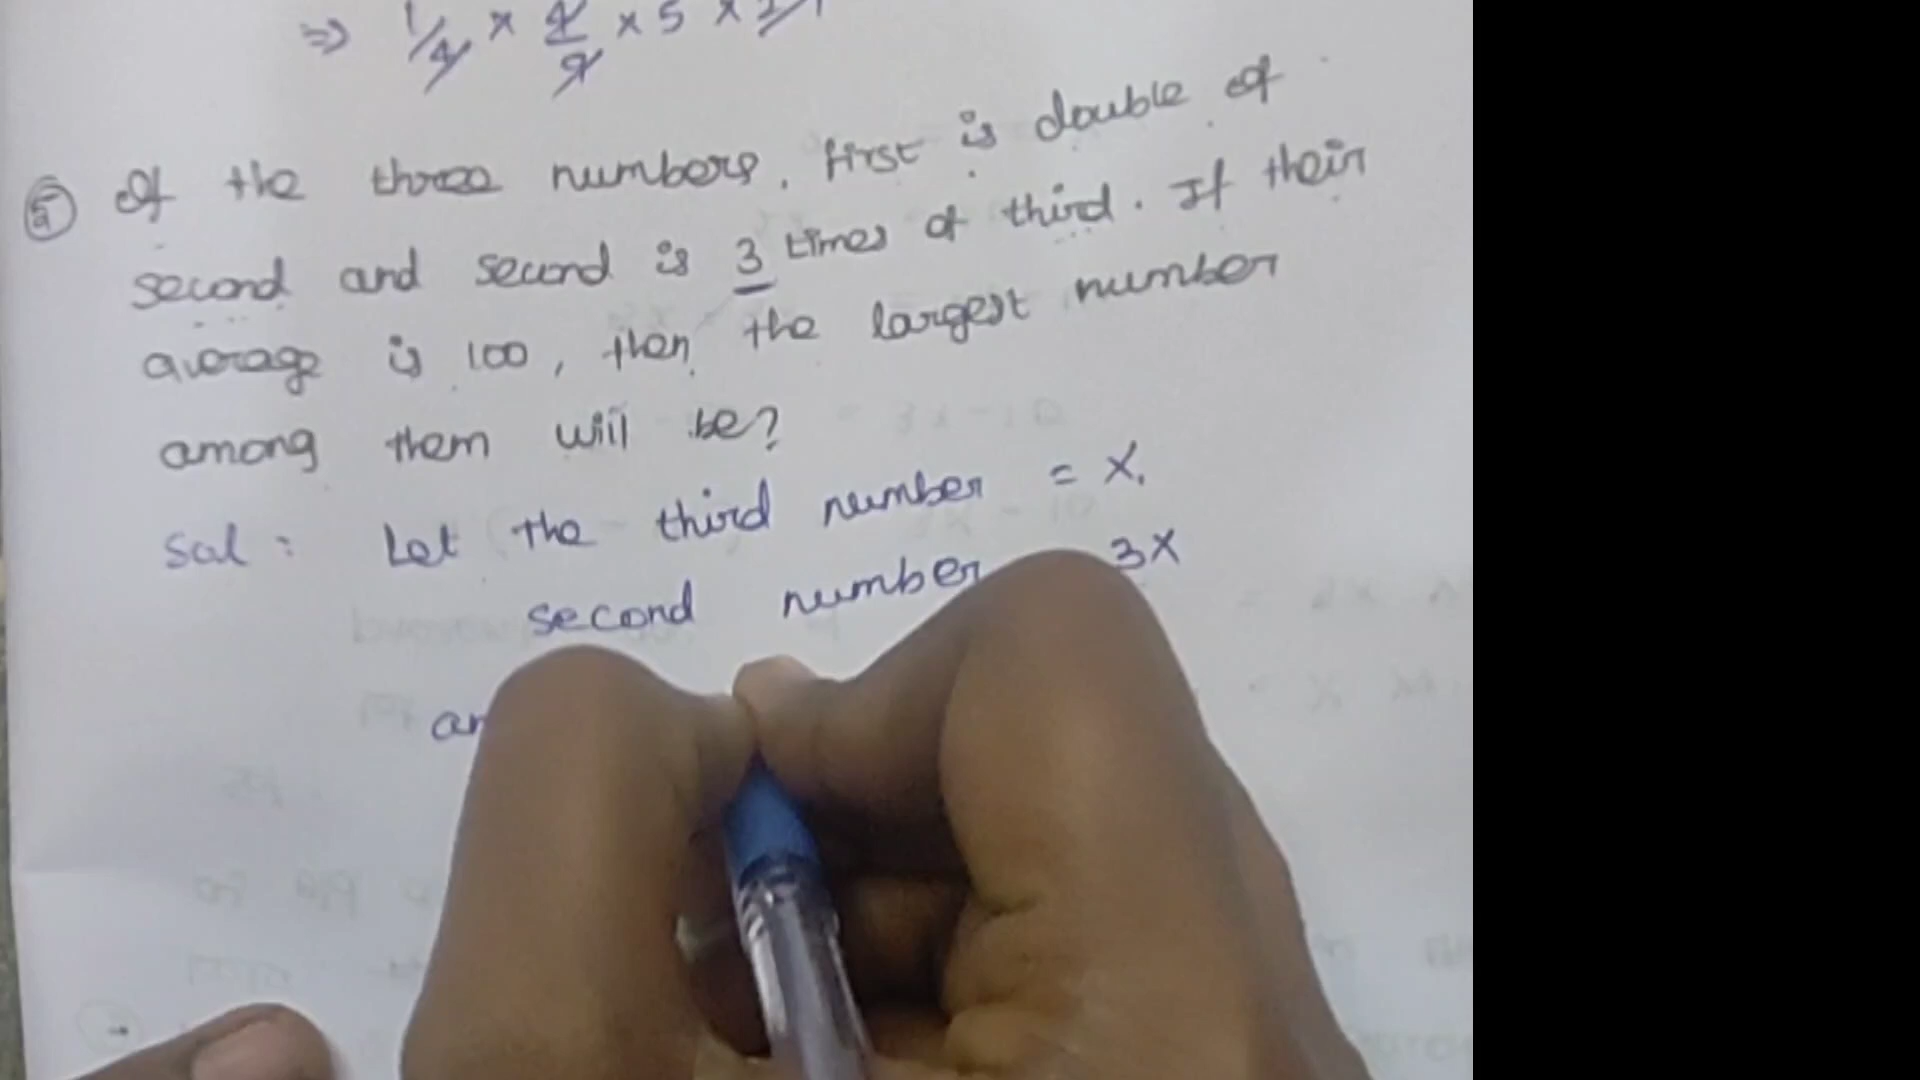 ⇒ 1/4 × 2/9 × 5 ×
5 Of the three numbers, first is double of
second and second is 3 times of third. If their
average is 100, then the largest number
among them will be?
Sol: Let the third number = x.
second number 3x